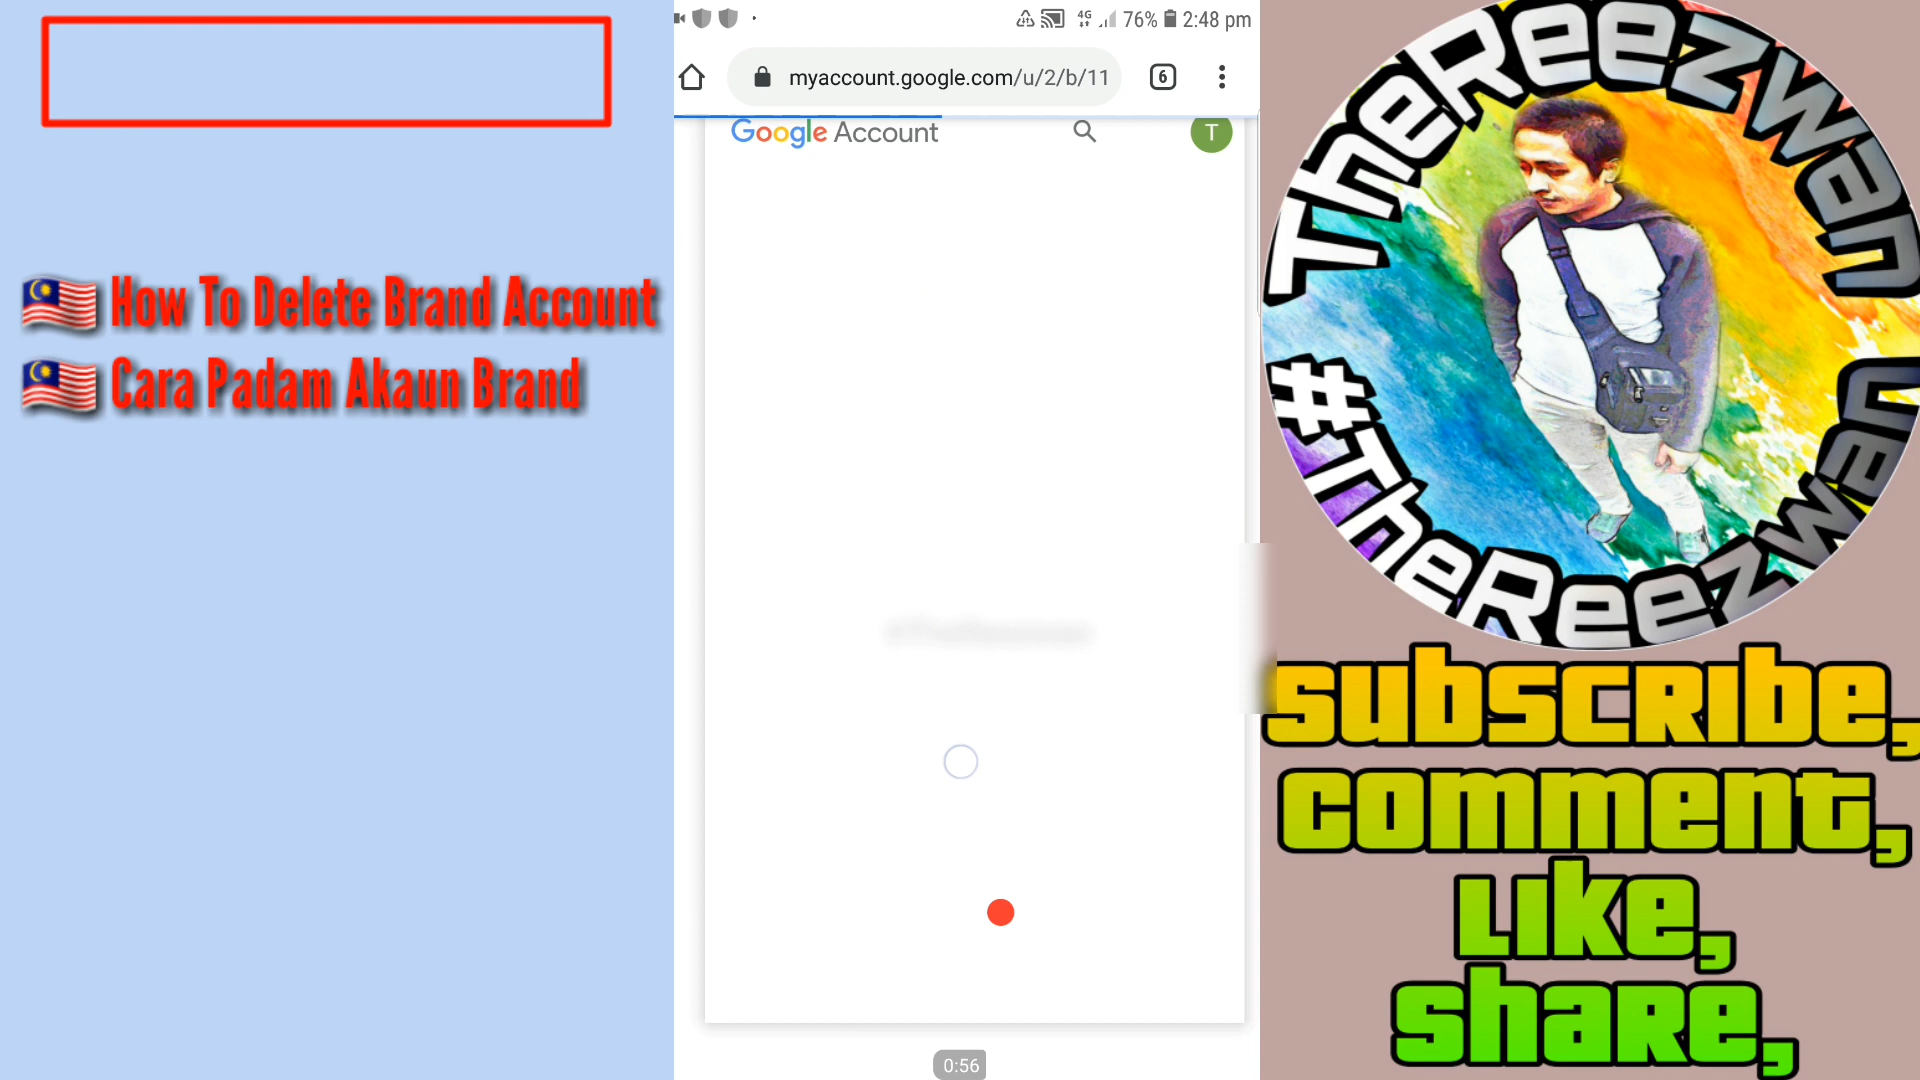 How To Delete Brand Account
Cara Padam Akaun Brand
4G 76% 2:48 pm
myaccount.google.com/u/2/b/11
6
Google Account
T
0:56
TheReezwan
#TheReezwan
Subscribe,
Comment,
Like,
Share,